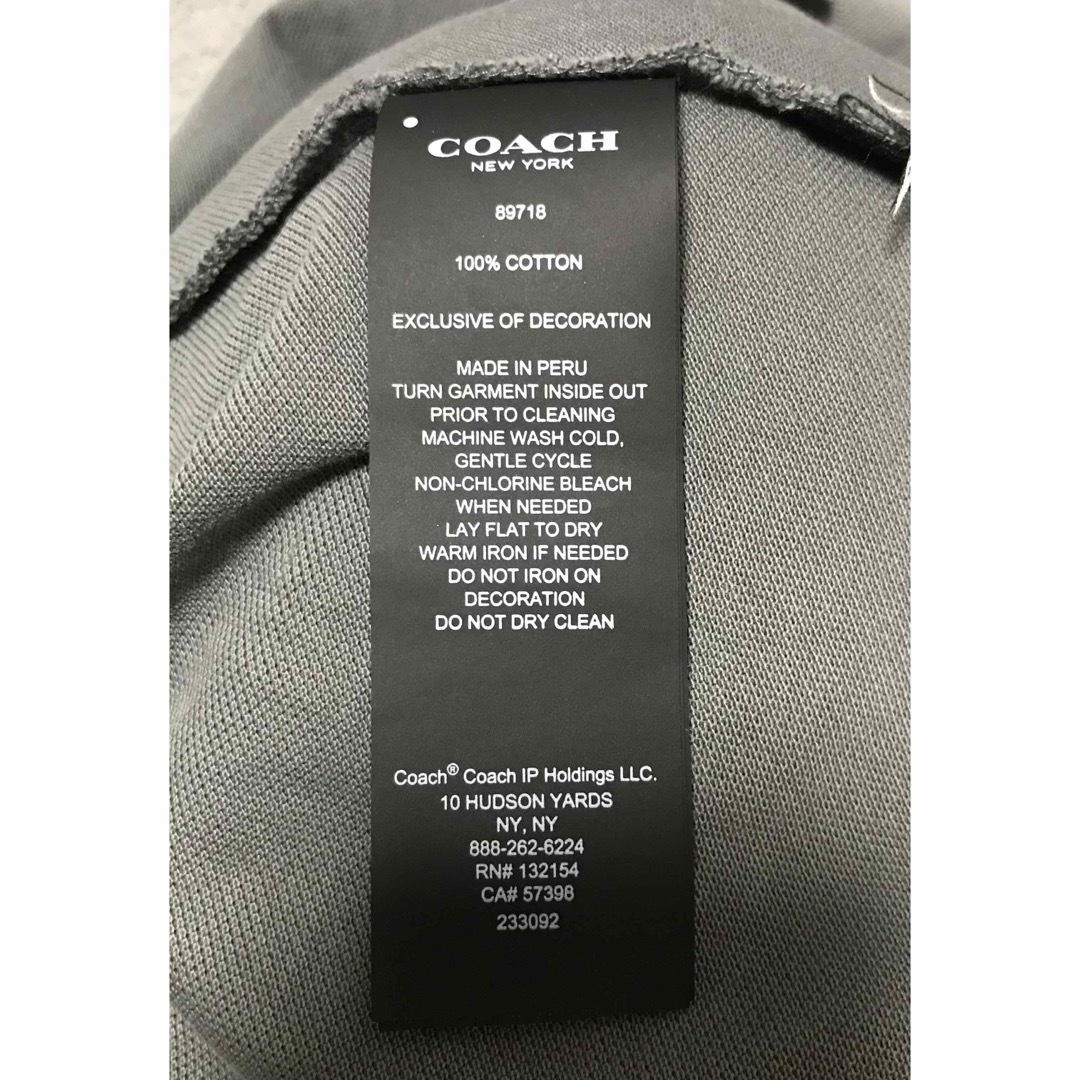 COACH
NEW YORK
89718
100% COTTON
EXCLUSIVE OF DECORATION
MADE IN PERU
TURN GARMENT INSIDE OUT
PRIOR TO CLEANING
MACHINE WASH COLD,
GENTLE CYCLE
NON-CHLORINE BLEACH
WHEN NEEDED
LAY FLAT TO DRY
WARM IRON IF NEEDED
DO NOT IRON ON
DECORATION
DO NOT DRY CLEAN
Coach® Coach IP Holdings LLC.
10 HUDSON YARDS
NY, NY
888-262-6224
RN# 132154
CA# 57398
233092